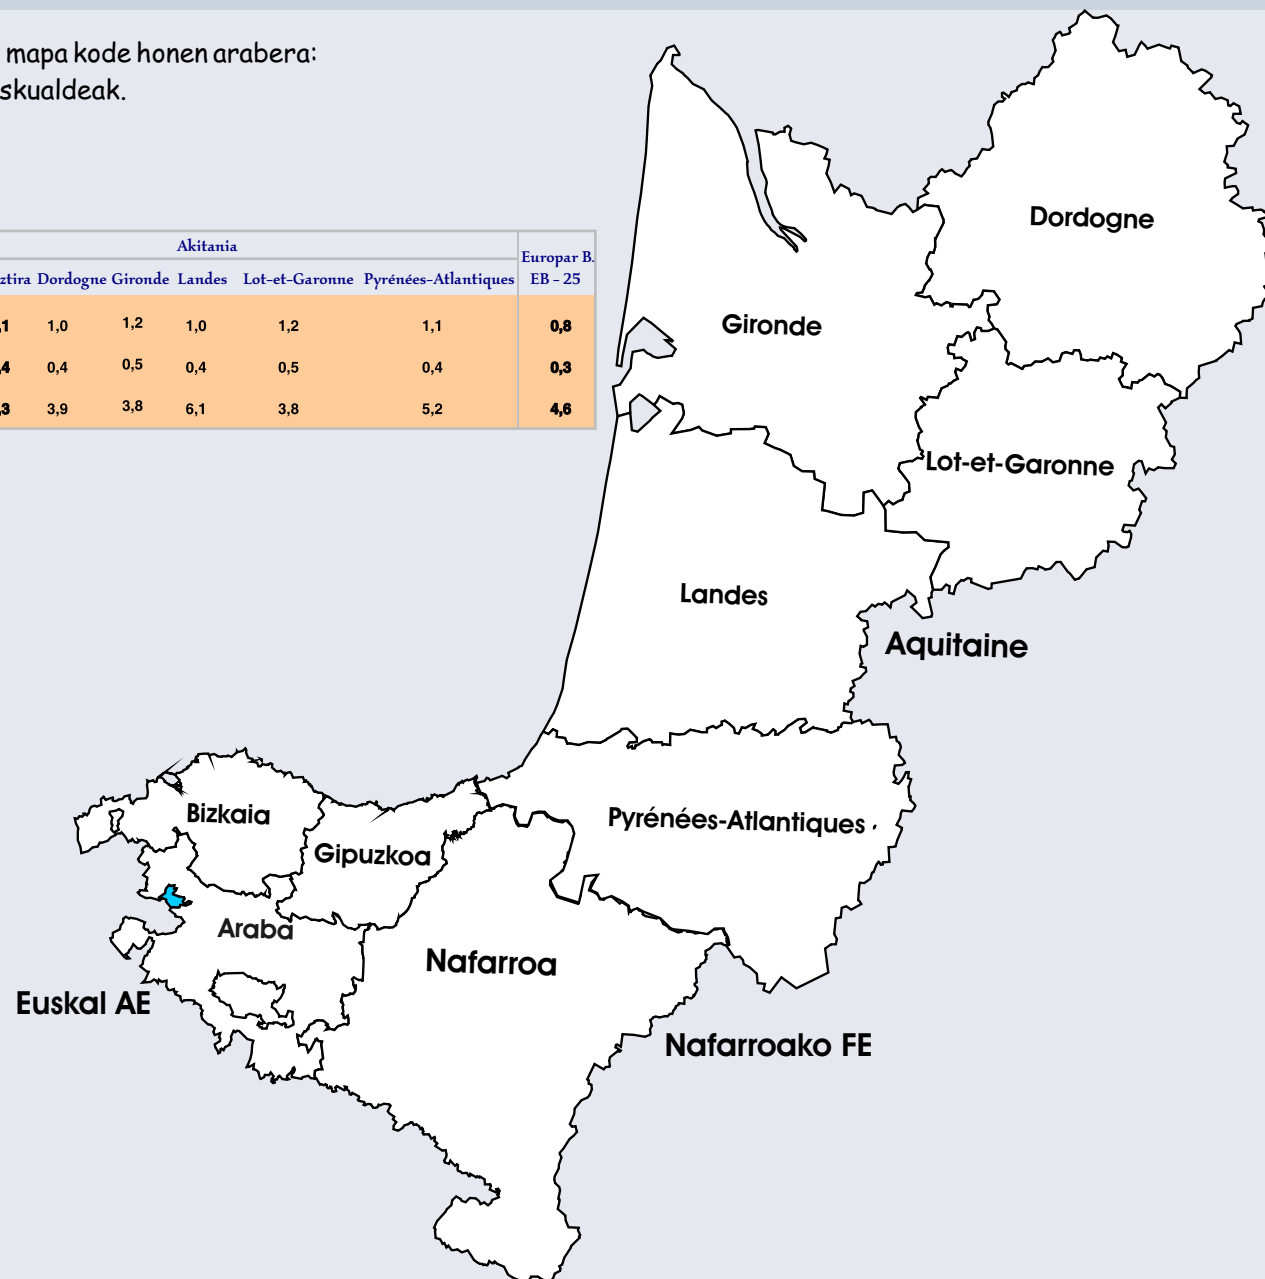 mapa kode honen arabera:
skualdeak.
Akitania
Europar B.
ztira Dordogne Gironde Landes Lot-et-Garonne Pyrénées-Atlantiques EB - 25
,1 1,0 1,2 1,0 1,2 1,1 0,8
,4 0,4 0,5 0,4 0,5 0,4 0,3
,3 3,9 3,8 6,1 3,8 5,2 4,6
Dordogne
Gironde
Lot-et-Garonne
Landes
Aquitaine
Bizkaia
Pyrénées-Atlantiques
Gipuzkoa
Araba
Nafarroa
Euskal AE
Nafarroako FE